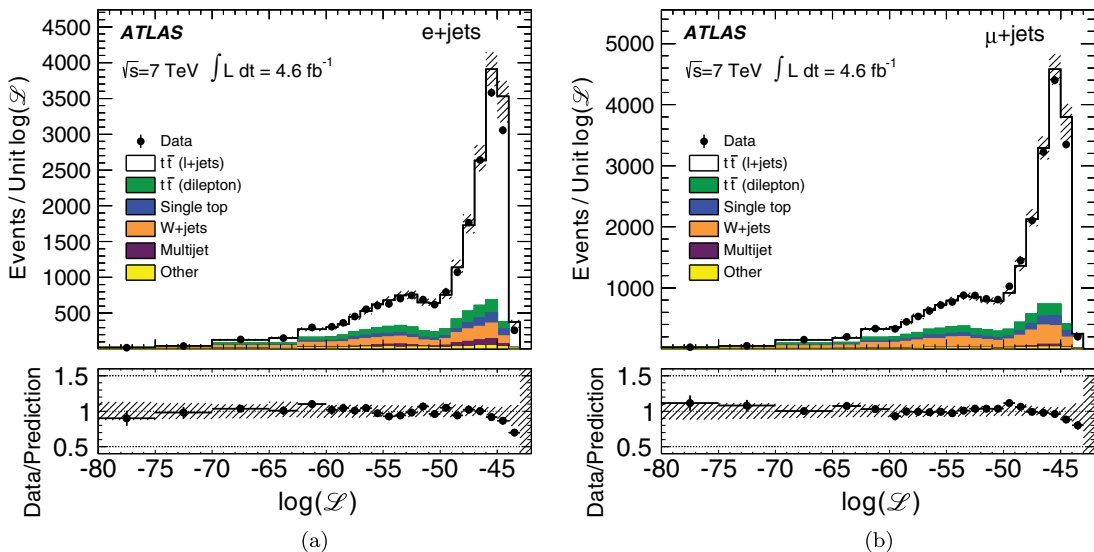 ATLAS
e+jets
√s=7 TeV ∫ L dt = 4.6 fb⁻¹
Events / Unit log(ℒ)
4500
4000
3500
3000
2500
2000
1500
1000
500
Data
tt̄ (l+jets)
tt̄ (dilepton)
Single top
W+jets
Multijet
Other
Data/Prediction
1.5
1
0.5
-80 -75 -70 -65 -60 -55 -50 -45
log(ℒ)
(a)
ATLAS
μ+jets
√s=7 TeV ∫ L dt = 4.6 fb⁻¹
Events / Unit log(ℒ)
5000
4000
3000
2000
1000
Data
tt̄ (l+jets)
tt̄ (dilepton)
Single top
W+jets
Multijet
Other
Data/Prediction
1.5
1
0.5
-80 -75 -70 -65 -60 -55 -50 -45
log(ℒ)
(b)